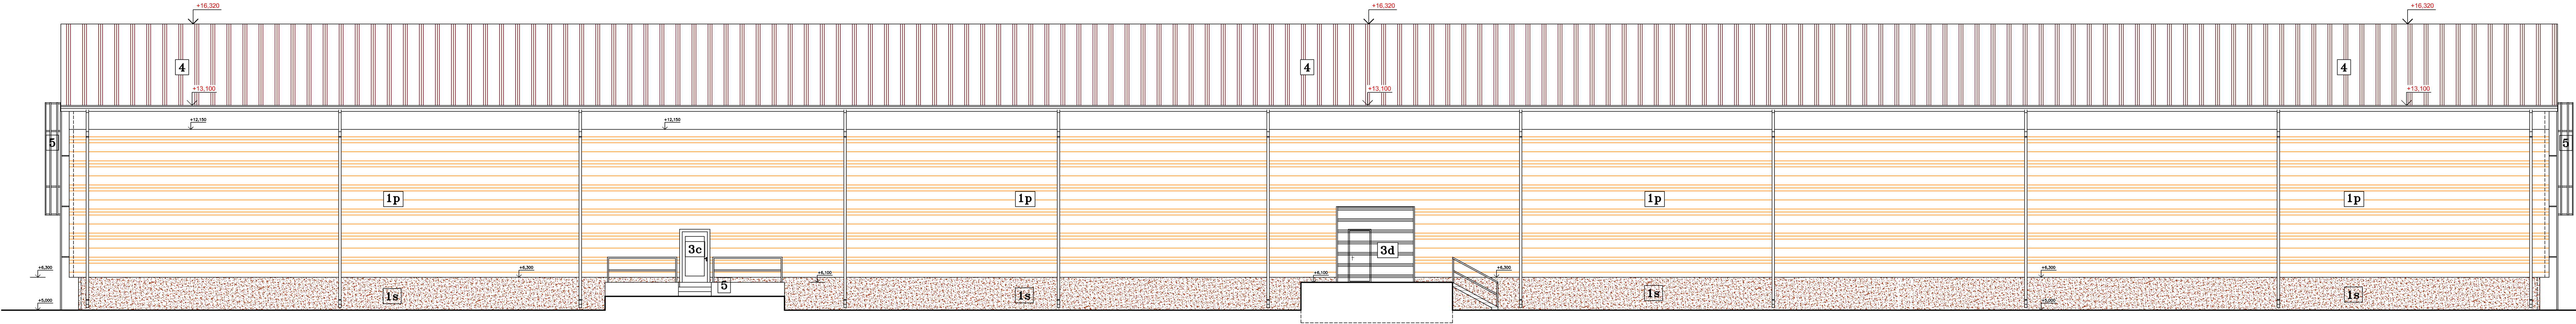 +16,320 +16,320 +16,320
4 4 4
+13,100 +13,100 +13,100
+12,150 +12,150
5 5
1p 1p 1p 1p
3c 3d
+6,300 +6,300 +6,300 +6,300
+6,100 +6,100
5
1s 1s 1s 1s
+5,000 +5,000